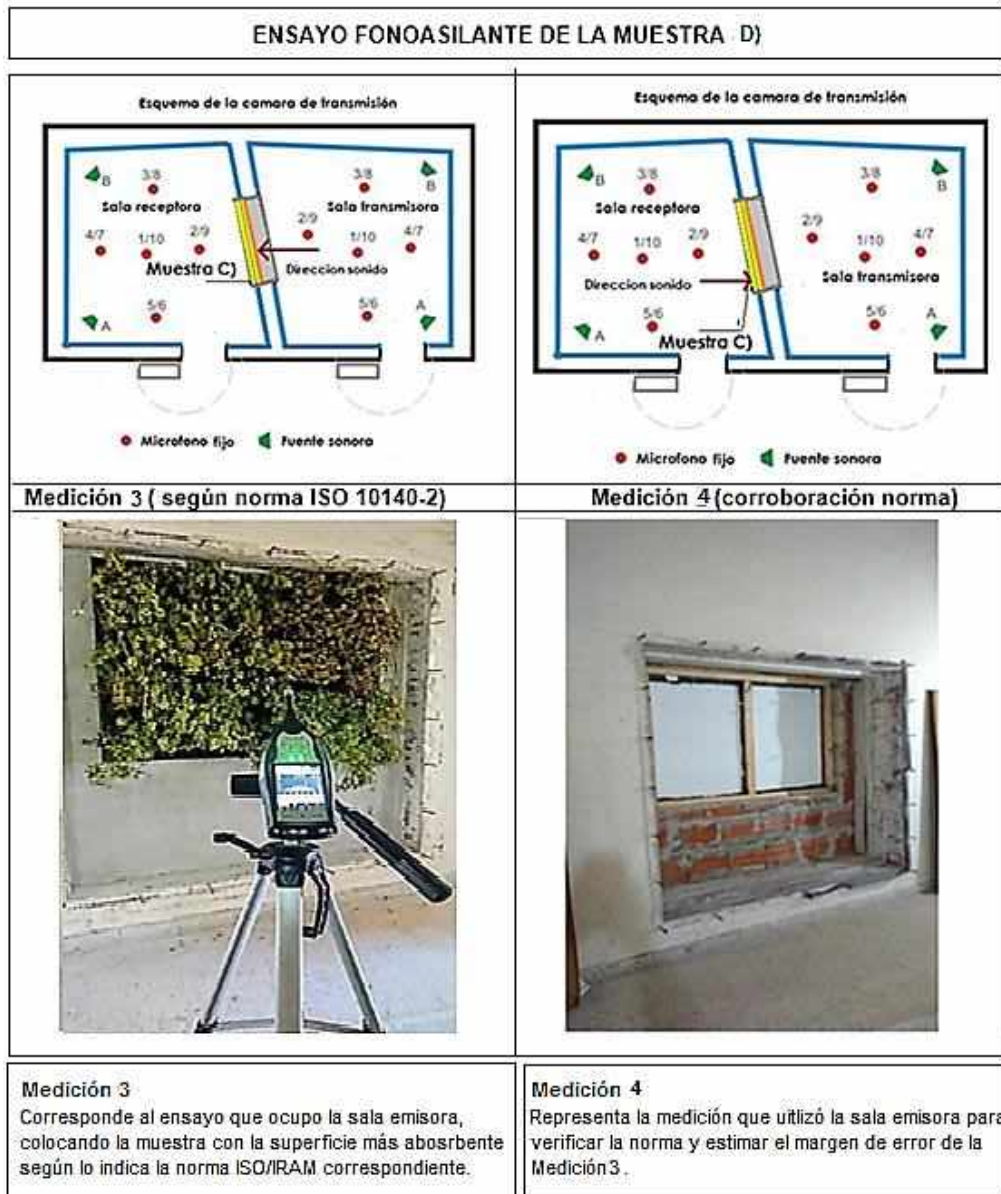 ENSAYO FONOASILANTE DE LA MUESTRA D)
Esquema de la camara de transmisión
B
3/8
Sala receptora
4/7
1/10
2/9
Muestra C)
5/6
A
3/8
B
Sala transmisora
2/9
1/10
4/7
Direccion sonido
5/6
A
Microfono fijo
Fuente sonora
Esquema de la camara de transmisión
B
3/8
Sala receptora
4/7
1/10
2/9
Direccion sonido
5/6
A
Muestra C)
3/8
B
2/9
1/10
4/7
Sala transmisora
A
5/6
Microfono fijo
Fuente sonora
Medición 3 ( según norma ISO 10140-2)
Medición 4 (corroboración norma)
Medición 3
Corresponde al ensayo que ocupo la sala emisora,
colocando la muestra con la superficie más abosrbente
según lo indica la norma ISO/IRAM correspondiente.
Medición 4
Representa la medición que uitlizó la sala emisora para
verificar la norma y estimar el margen de error de la
Medición 3 .